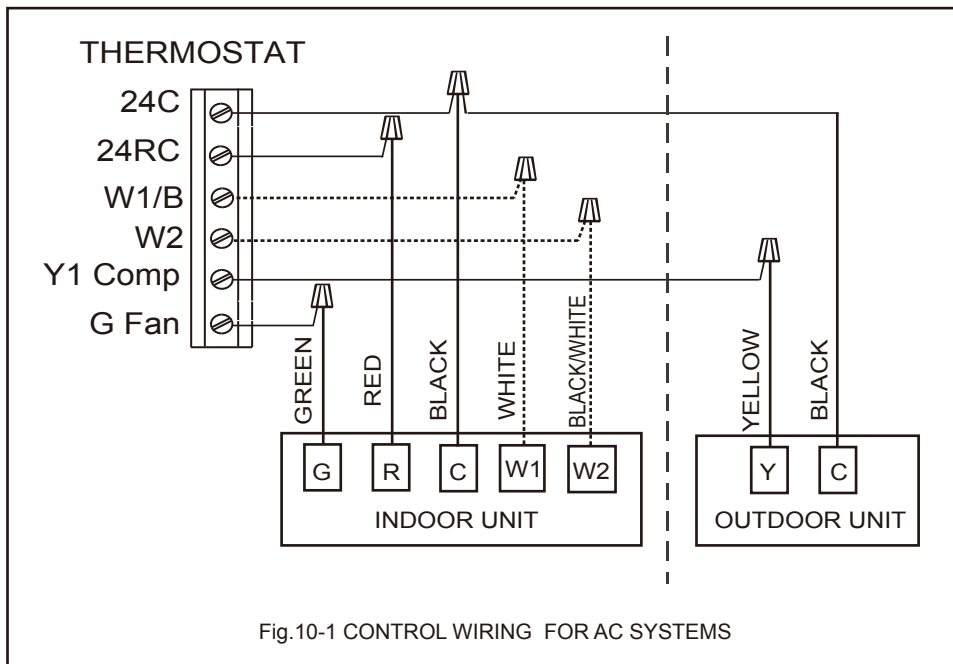 THERMOSTAT
24C
24RC
W1/B
W2
Y1 Comp
G Fan
GREEN
RED
BLACK
WHITE
BLACK/WHITE
YELLOW
BLACK
G
R
C
W1
W2
Y
C
INDOOR UNIT
OUTDOOR UNIT
Fig.10-1 CONTROL WIRING FOR AC SYSTEMS